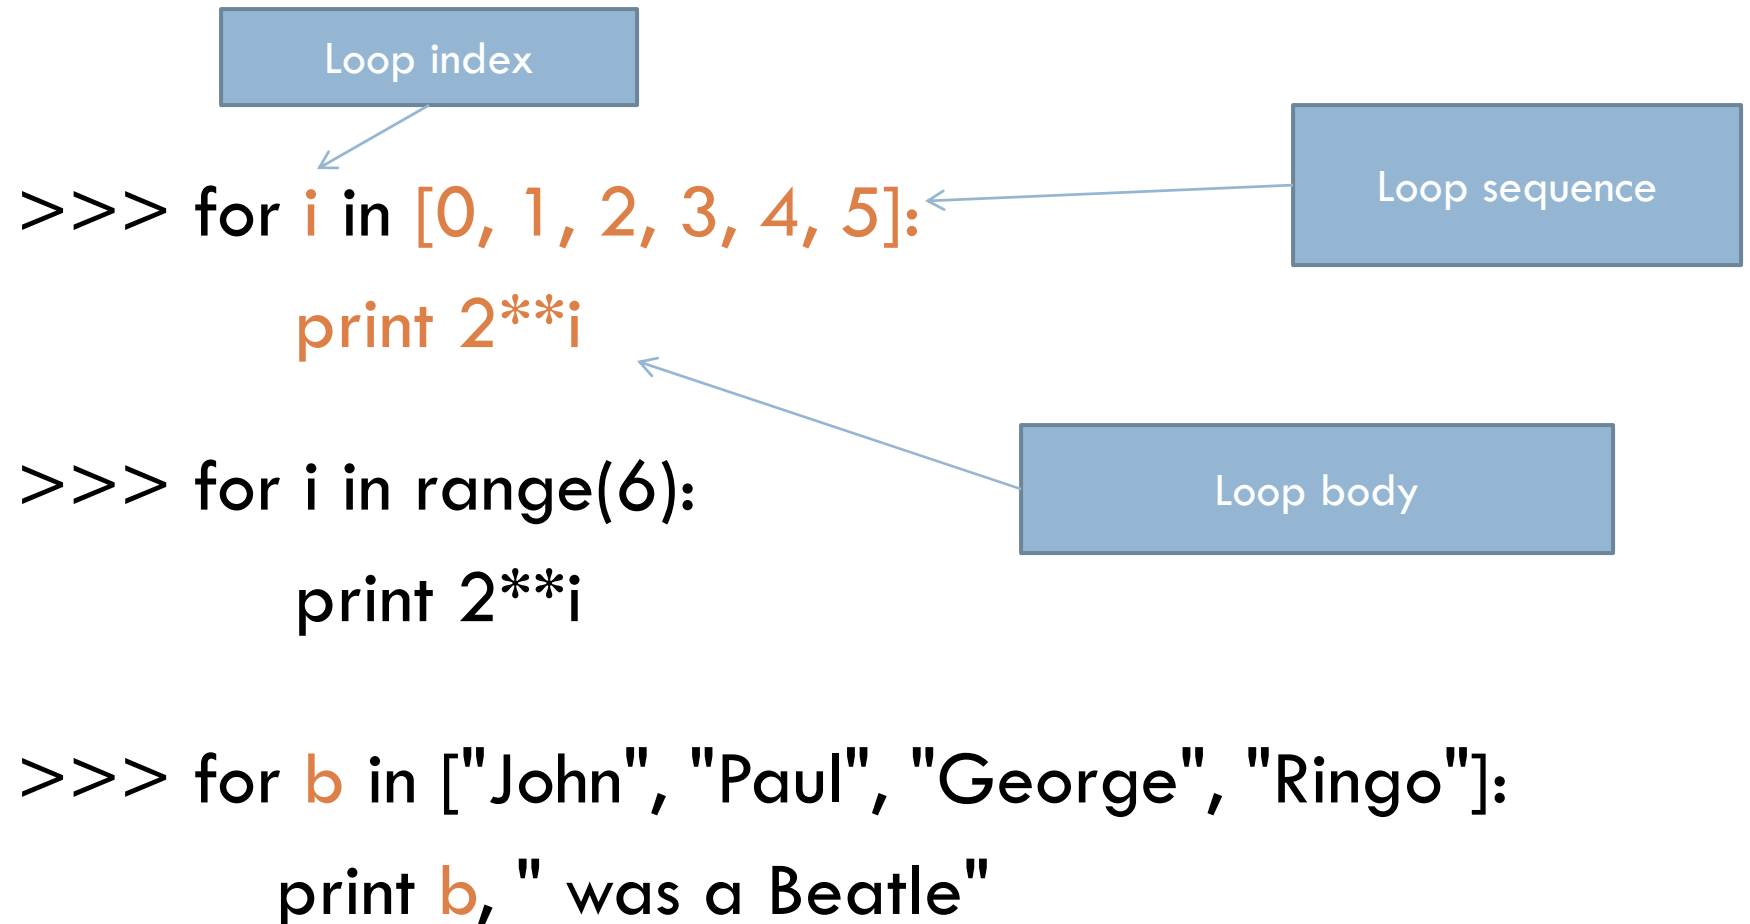 Loop index
Loop sequence
>>> for i in [0, 1, 2, 3, 4, 5]:
print 2**i
Loop body
>>> for i in range(6):
print 2**i
>>> for b in ["John", "Paul", "George", "Ringo"]:
print b, " was a Beatle"